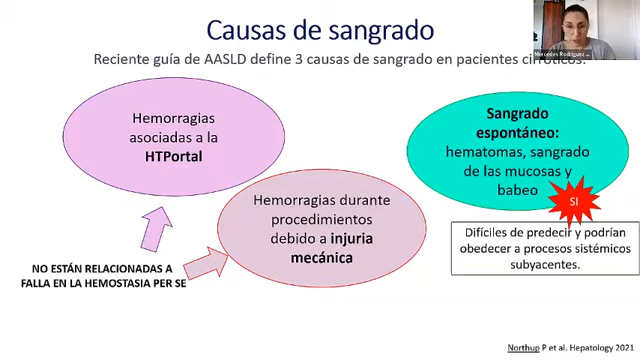 Causas de sangrado
Reciente guía de AASLD define 3 causas de sangrado en pacientes cirróticos.
Mercedes Rodríguez
Hemorragias
asociadas a la
HTPortal
Sangrado
espontáneo:
hematomas, sangrado
de las mucosas y
babeo
SI
Hemorragias durante
procedimientos
debido a injuria
mecánica
Difíciles de predecir y podrían
obedecer a procesos sistémicos
subyacentes.
NO ESTÁN RELACIONADAS A
FALLA EN LA HEMOSTASIA PER SE
Northup P et al. Hepatology 2021